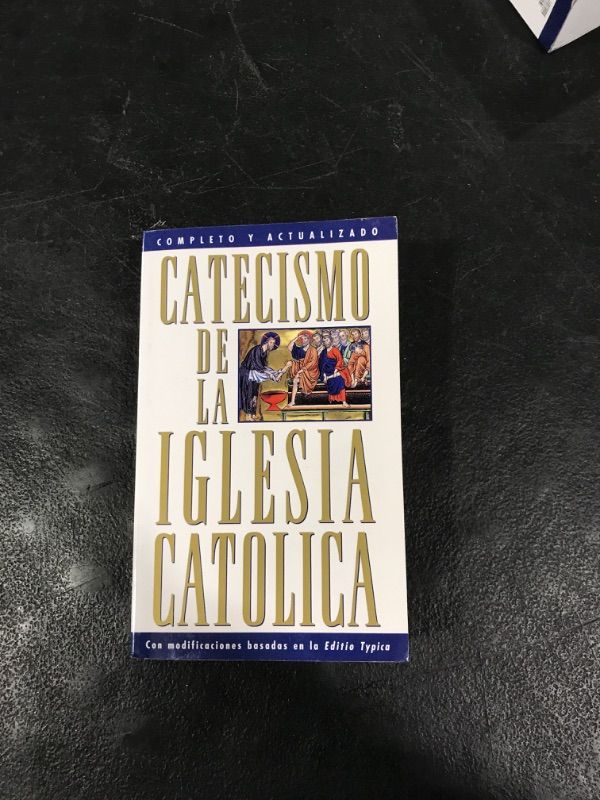 COMPLETO Y ACTUALIZADO
CATECISMO
DE
LA
IGLESIA
CATOLICA
Con modificaciones basadas en la Editio Typica